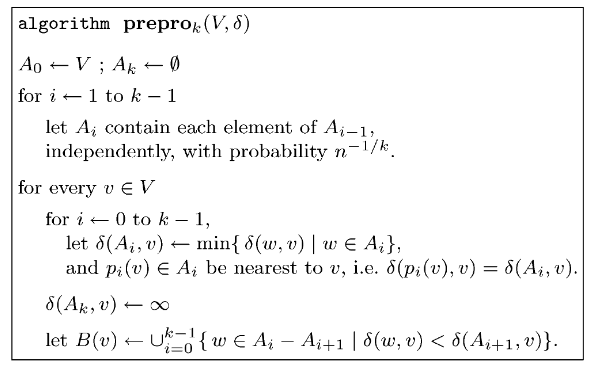 algorithm prepro_k(V, δ)
A_0 ← V ; A_k ← ∅
for i ← 1 to k − 1
let A_i contain each element of A_{i−1},
independently, with probability n^{−1/k}.
for every v ∈ V
for i ← 0 to k − 1,
let δ(A_i, v) ← min{ δ(w, v) | w ∈ A_i},
and p_i(v) ∈ A_i be nearest to v, i.e. δ(p_i(v), v) = δ(A_i, v).
δ(A_k, v) ← ∞
let B(v) ← ∪_{i=0}^{k−1}{ w ∈ A_i − A_{i+1} | δ(w, v) < δ(A_{i+1}, v)}.